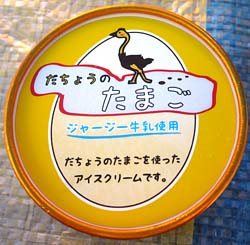 だちょうの
たまご
ジャージー牛乳使用
だちょうのたまごを使った
アイスクリームです。